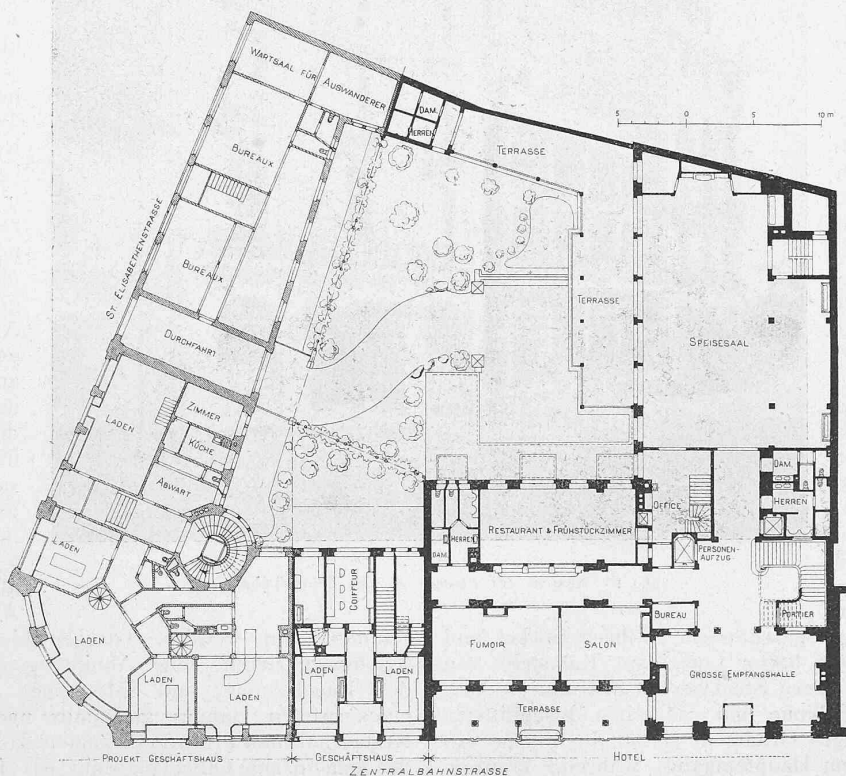 WARTSAAL FÜR
AUSWANDERER
DAM.
HERREN
TERRASSE
5 0 5 10 m
BUREAUX
ST. ELISABETHENSTRASSE
BUREAUX
TERRASSE
SPEISESAAL
DURCHFAHRT
LADEN
ZIMMER
KÜCHE
ABWART
DAM.
HERREN
OFFICE
RESTAURANT & FRÜHSTÜCKZIMMER
LADEN
DAM.
HERREN
PERSONEN-
AUFZUG
COIFFEUR
LADEN
BUREAU
PORTIER
FUMOIR
SALON
LADEN
LADEN
LADEN
LADEN
GROSSE EMPFANGSHALLE
TERRASSE
PROJEKT GESCHÄFTSHAUS
GESCHÄFTSHAUS
HOTEL
ZENTRALBAHNSTRASSE